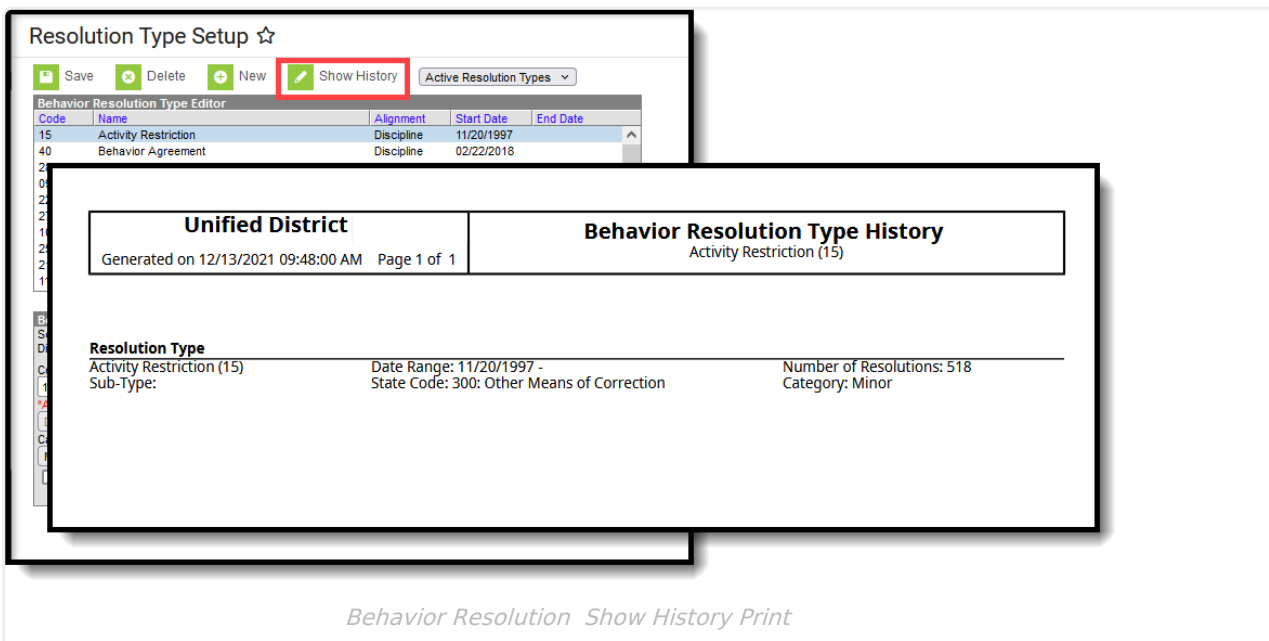 Resolution Type Setup ☆
Save Delete New Show History Active Resolution Types
Behavior Resolution Type Editor
Code Name Alignment Start Date End Date
15 Activity Restriction Discipline 11/20/1997
40 Behavior Agreement Discipline 02/22/2018
Unified District
Generated on 12/13/2021 09:48:00 AM Page 1 of 1
Behavior Resolution Type History
Activity Restriction (15)
Resolution Type
Activity Restriction (15) Date Range: 11/20/1997 - Number of Resolutions: 518
Sub-Type: State Code: 300: Other Means of Correction Category: Minor
Behavior Resolution Show History Print